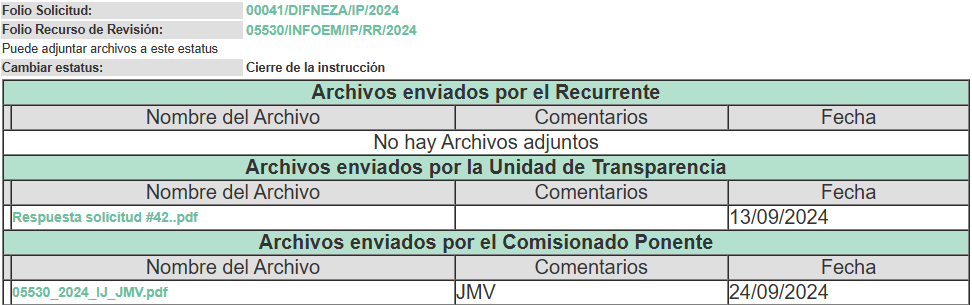 Folio Solicitud: 00041/DIFNEZA/IP/2024
Folio Recurso de Revisión: 05530/INFOEM/IP/RR/2024
Puede adjuntar archivos a este estatus
Cambiar estatus: Cierre de la instrucción
Archivos enviados por el Recurrente
Nombre del Archivo Comentarios Fecha
No hay Archivos adjuntos
Archivos enviados por la Unidad de Transparencia
Nombre del Archivo Comentarios Fecha
Respuesta solicitud #42..pdf 13/09/2024
Archivos enviados por el Comisionado Ponente
Nombre del Archivo Comentarios Fecha
05530_2024_IJ_JMV.pdf JMV 24/09/2024